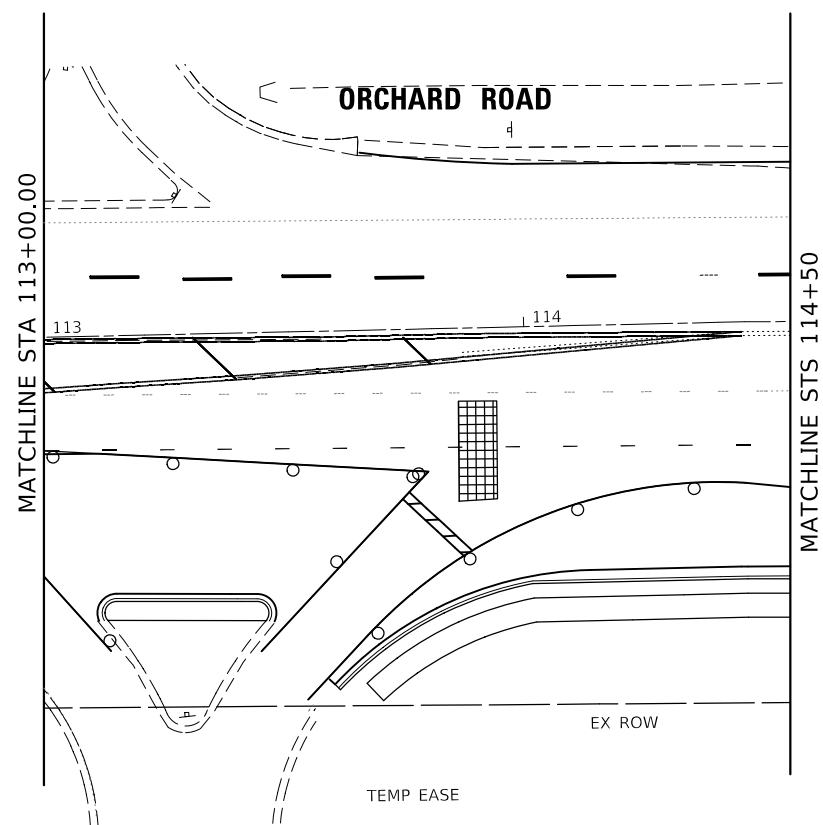 ORCHARD ROAD
MATCHLINE STA 113+00.00
MATCHLINE STS 114+50
113
114
EX ROW
TEMP EASE